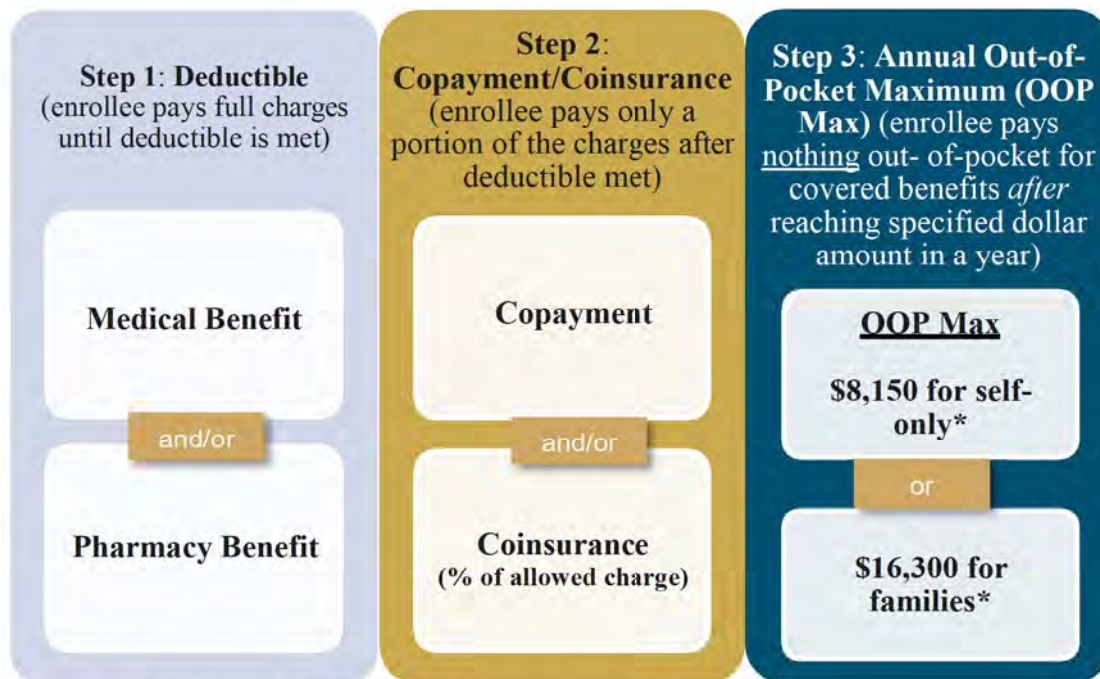 Step 1: Deductible
(enrollee pays full charges
until deductible is met)
Medical Benefit
and/or
Pharmacy Benefit
Step 2:
Copayment/Coinsurance
(enrollee pays only a
portion of the charges after
deductible met)
Copayment
and/or
Coinsurance
(% of allowed charge)
Step 3: Annual Out-of-
Pocket Maximum (OOP
Max) (enrollee pays
nothing out- of-pocket for
covered benefits after
reaching specified dollar
amount in a year)
OOP Max
$8,150 for self-
only*
or
$16,300 for
families*